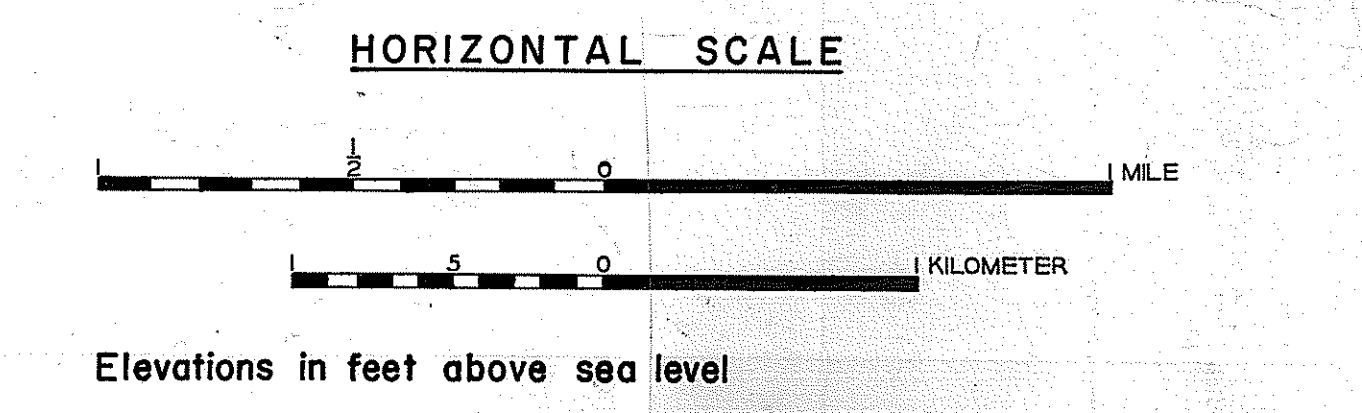 HORIZONTAL SCALE
1 1/2 0 1 MILE
1 5 0 1 KILOMETER
Elevations in feet above sea level